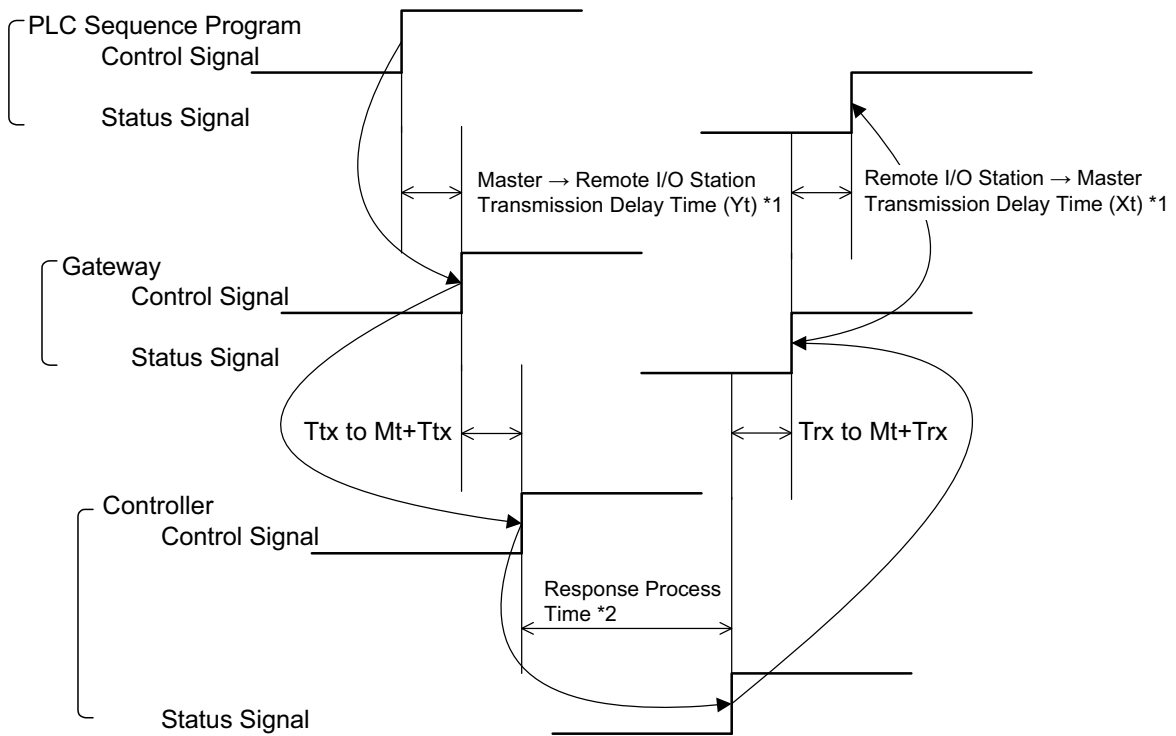 PLC Sequence Program
Control Signal
Status Signal
Master → Remote I/O Station
Transmission Delay Time (Yt) *1
Remote I/O Station → Master
Transmission Delay Time (Xt) *1
Gateway
Control Signal
Status Signal
Ttx to Mt+Ttx
Trx to Mt+Trx
Controller
Control Signal
Response Process
Time *2
Status Signal